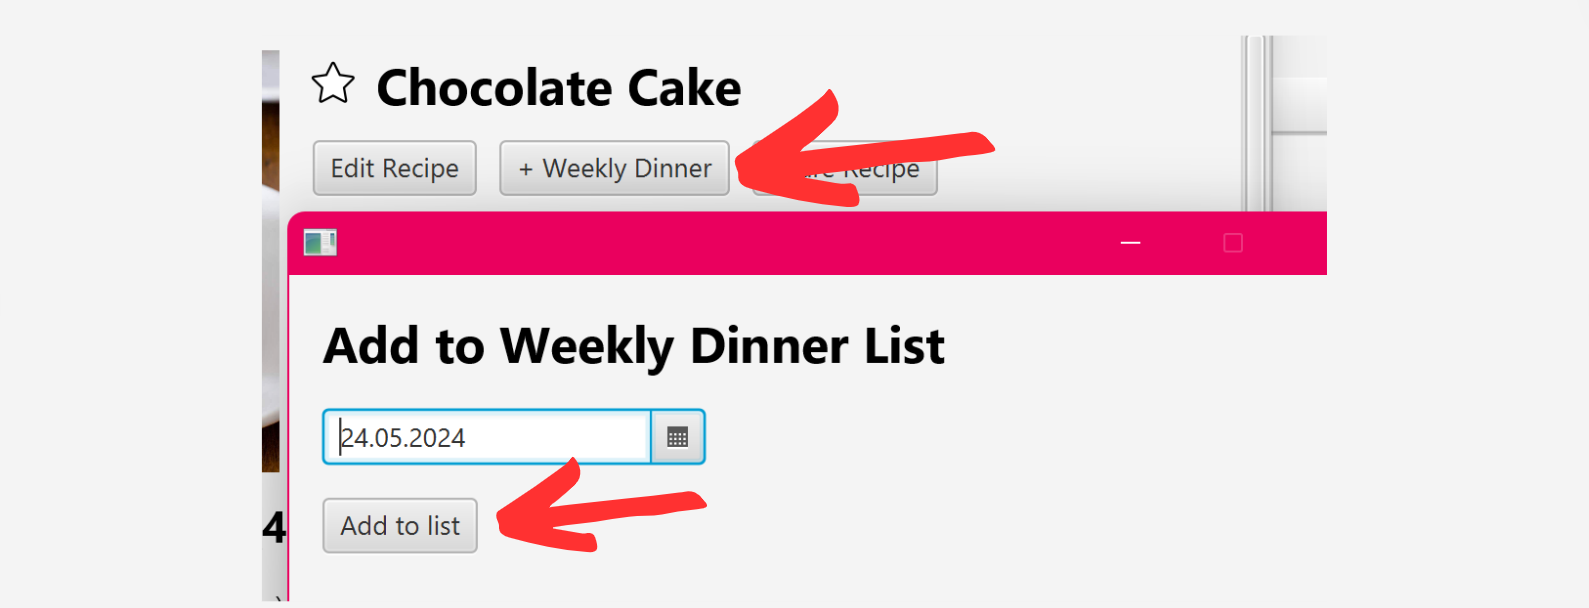 Chocolate Cake
Edit Recipe + Weekly Dinner Recipe
Add to Weekly Dinner List
24.05.2024
4
Add to list